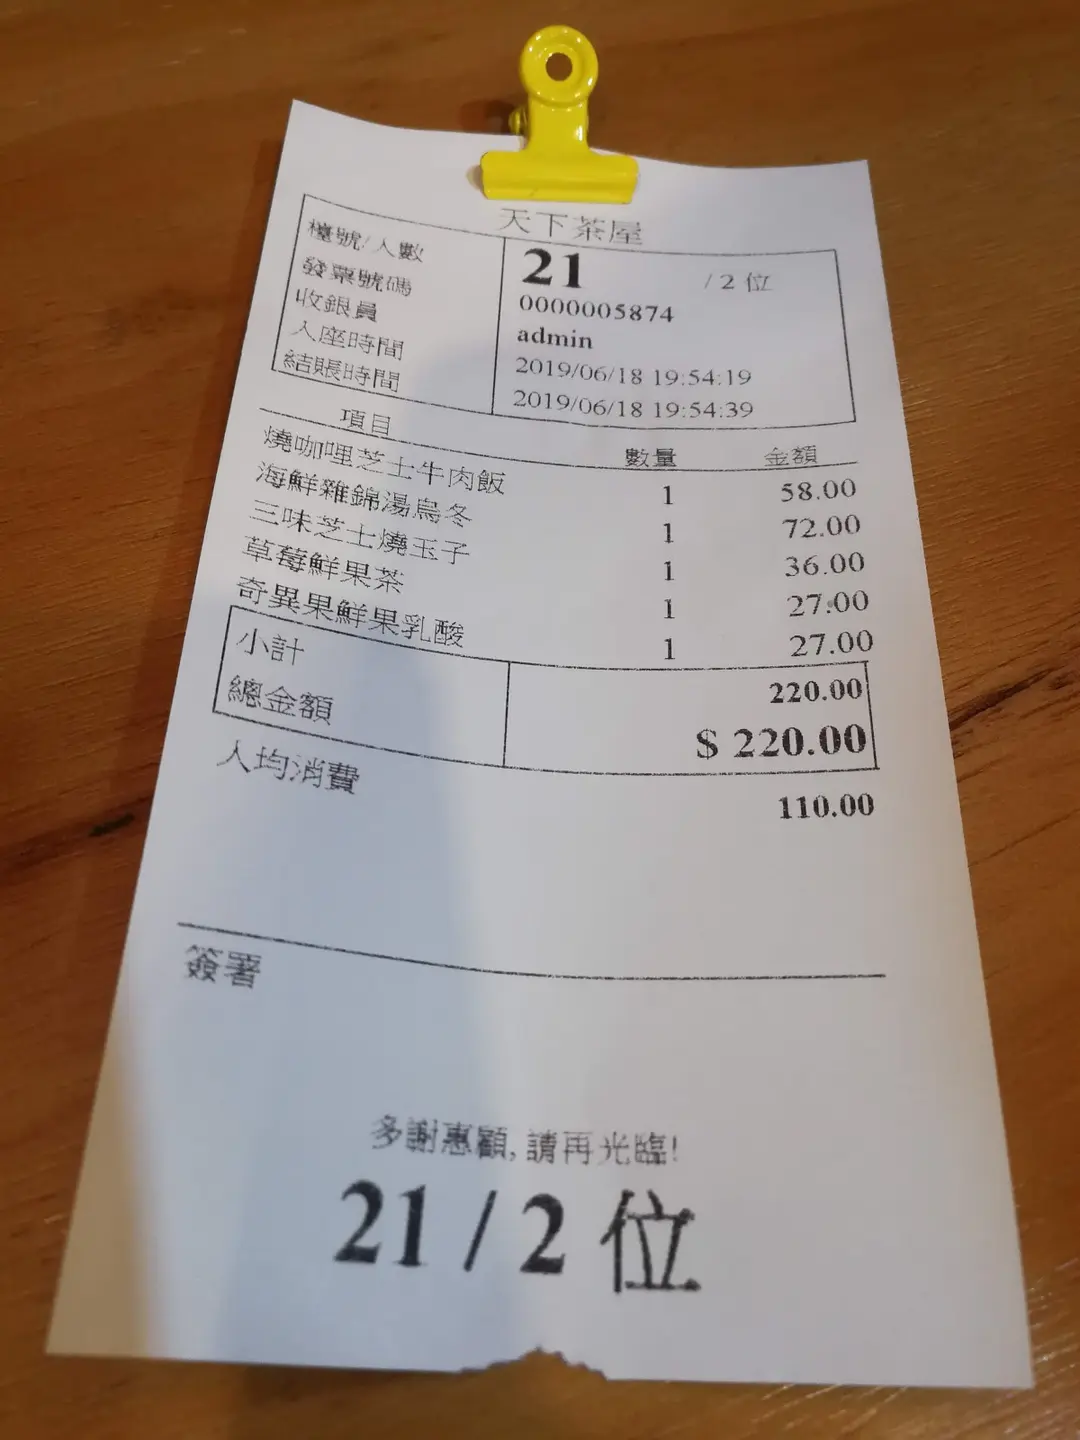 天下茶屋
檯號/人數 21 /2 位
發票號碼 0000005874
收銀員 admin
入座時間 2019/06/18 19:54:19
結賬時間 2019/06/18 19:54:39
項目 數量 金額
燒咖哩芝士牛肉飯 1 58.00
海鮮雜錦湯烏冬 1 72.00
三味芝士燒玉子 1 36.00
草莓鮮果茶 1 27.00
奇異果鮮果乳酸 1 27.00
小計 220.00
總金額 $ 220.00
人均消費 110.00
簽署
多謝惠顧, 請再光臨!
21 / 2 位